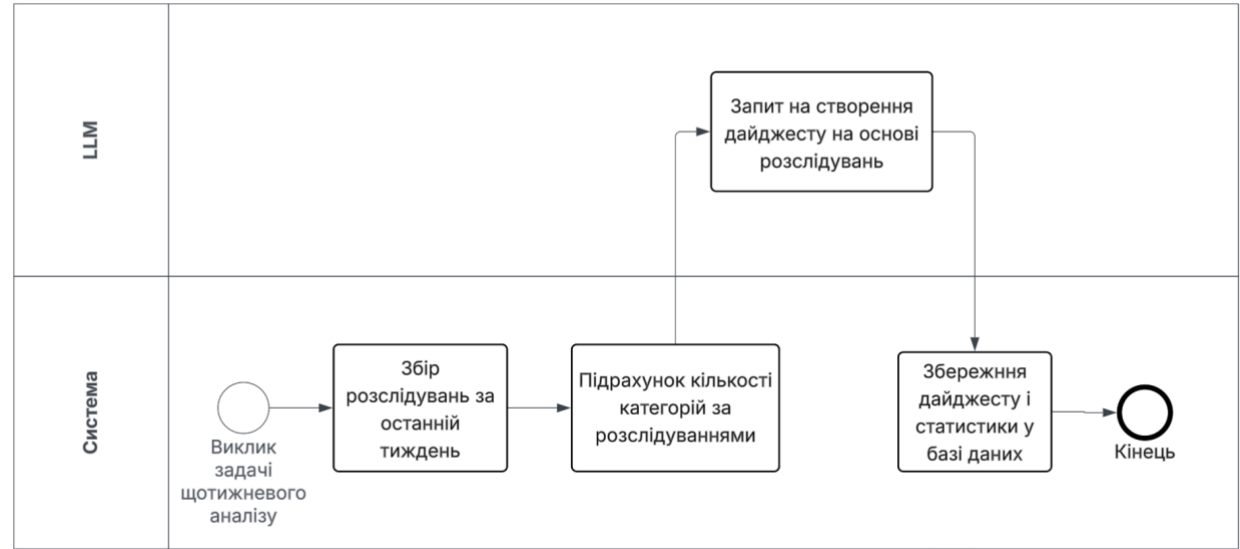 LLM
Запит на створення
дайджесту на основі
розслідувань
Система
Виклик
задачі
щотижневого
аналізу
Збір
розслідувань за
останній
тиждень
Підрахунок кількості
категорій за
розслідуваннями
Збережння
дайджесту і
статистики у
базі даних
Кінець